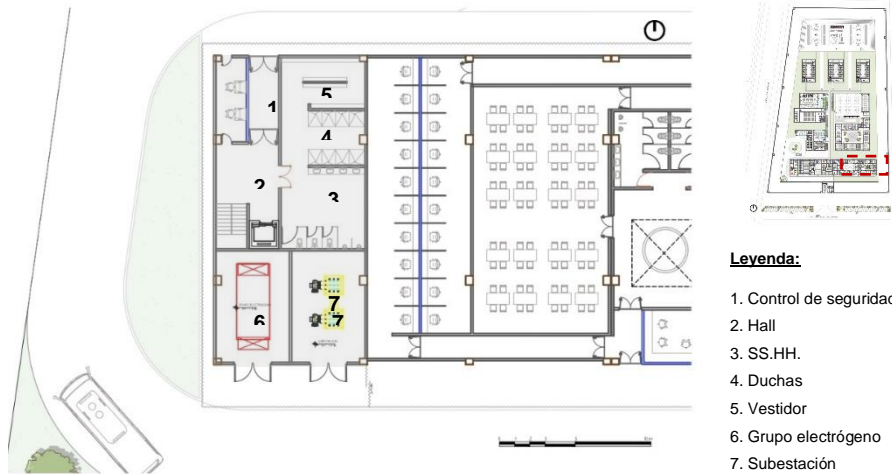 1
2
3
4
5
6
7
7
Leyenda:
1. Control de seguridad
2. Hall
3. SS.HH.
4. Duchas
5. Vestidor
6. Grupo electrógeno
7. Subestación